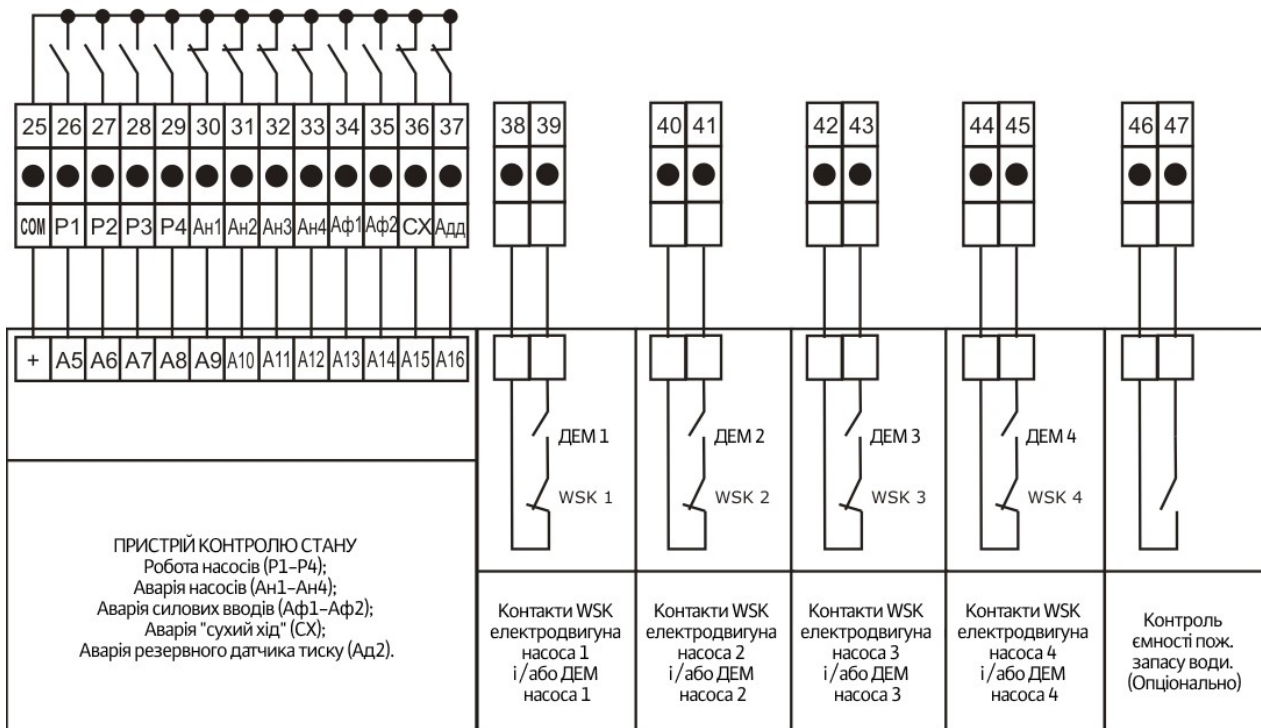 25 26 27 28 29 30 31 32 33 34 35 36 37
38 39
40 41
42 43
44 45
46 47
COM P1 P2 P3 P4 Ан1 Ан2 Ан3 Ан4 Аф1 Аф2 СХ Адд
+ A5 A6 A7 A8 A9 A10 A11 A12 A13 A14 A15 A16
ДЕМ 1
ДЕМ 2
ДЕМ 3
ДЕМ 4
WSK 1
WSK 2
WSK 3
WSK 4
ПРИСТРІЙ КОНТРОЛЮ СТАНУ
Робота насосів (Р1–Р4);
Аварія насосів (Ан1–Ан4);
Аварія силових вводів (Аф1–Аф2);
Аварія "сухий хід" (СХ);
Аварія резервного датчика тиску (Ад2).
Контакти WSK
електродвигуна
насоса 1
і/або ДЕМ
насоса 1
Контакти WSK
електродвигуна
насоса 2
і/або ДЕМ
насоса 2
Контакти WSK
електродвигуна
насоса 3
і/або ДЕМ
насоса 3
Контакти WSK
електродвигуна
насоса 4
і/або ДЕМ
насоса 4
Контроль
ємності пож.
запасу води.
(Опціонально)